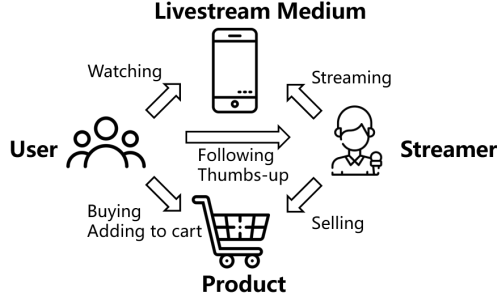 Livestream Medium
Watching
Streaming
User
Following
Thumbs-up
Streamer
Buying
Adding to cart
Selling
Product